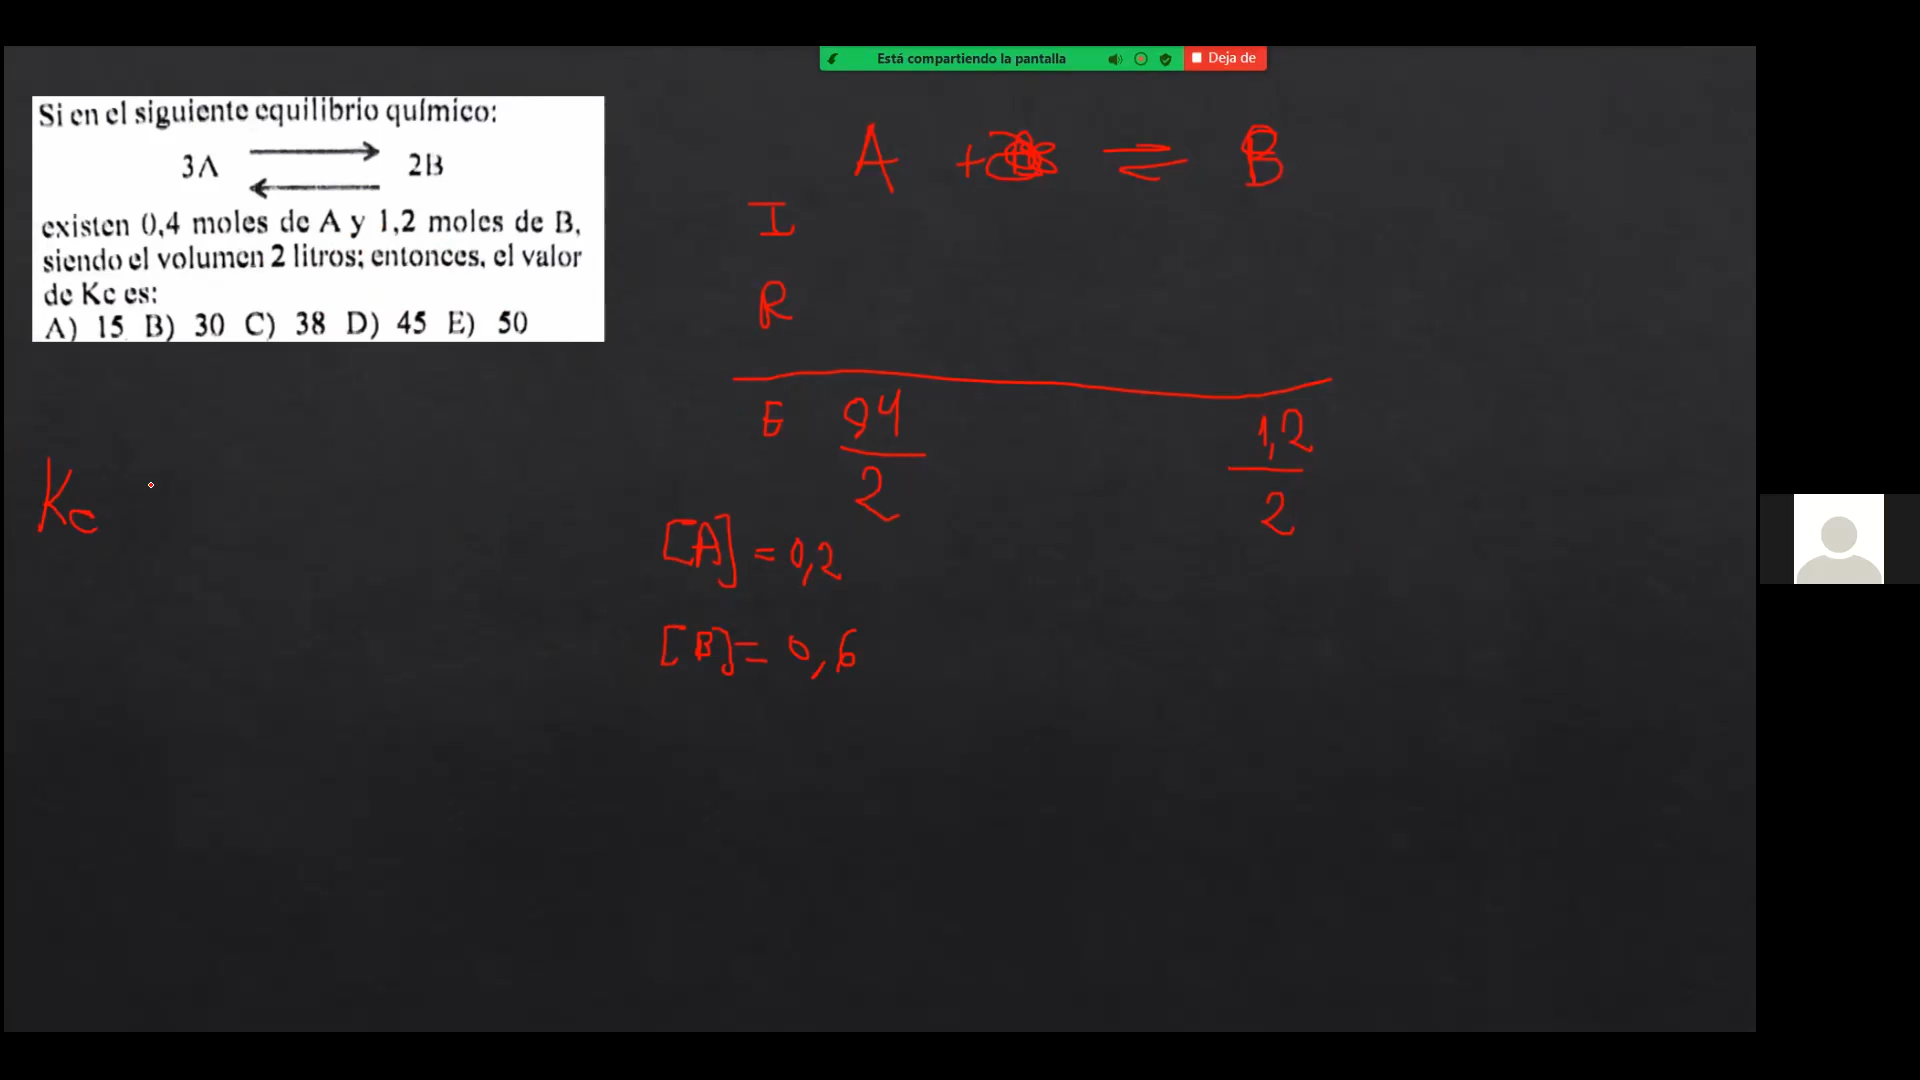 Está compartiendo la pantalla
Deja de
Si en el siguiente equilibrio químico:
3A 2B
existen 0,4 moles de A y 1,2 moles de B,
siendo el volumen 2 litros; entonces, el valor
de Kc es:
A) 15 B) 30 C) 38 D) 45 E) 50
A + ⇌ B
I
R
E 0,4/2 1,2/2
Kc
[A] = 0,2
[B] = 0,6